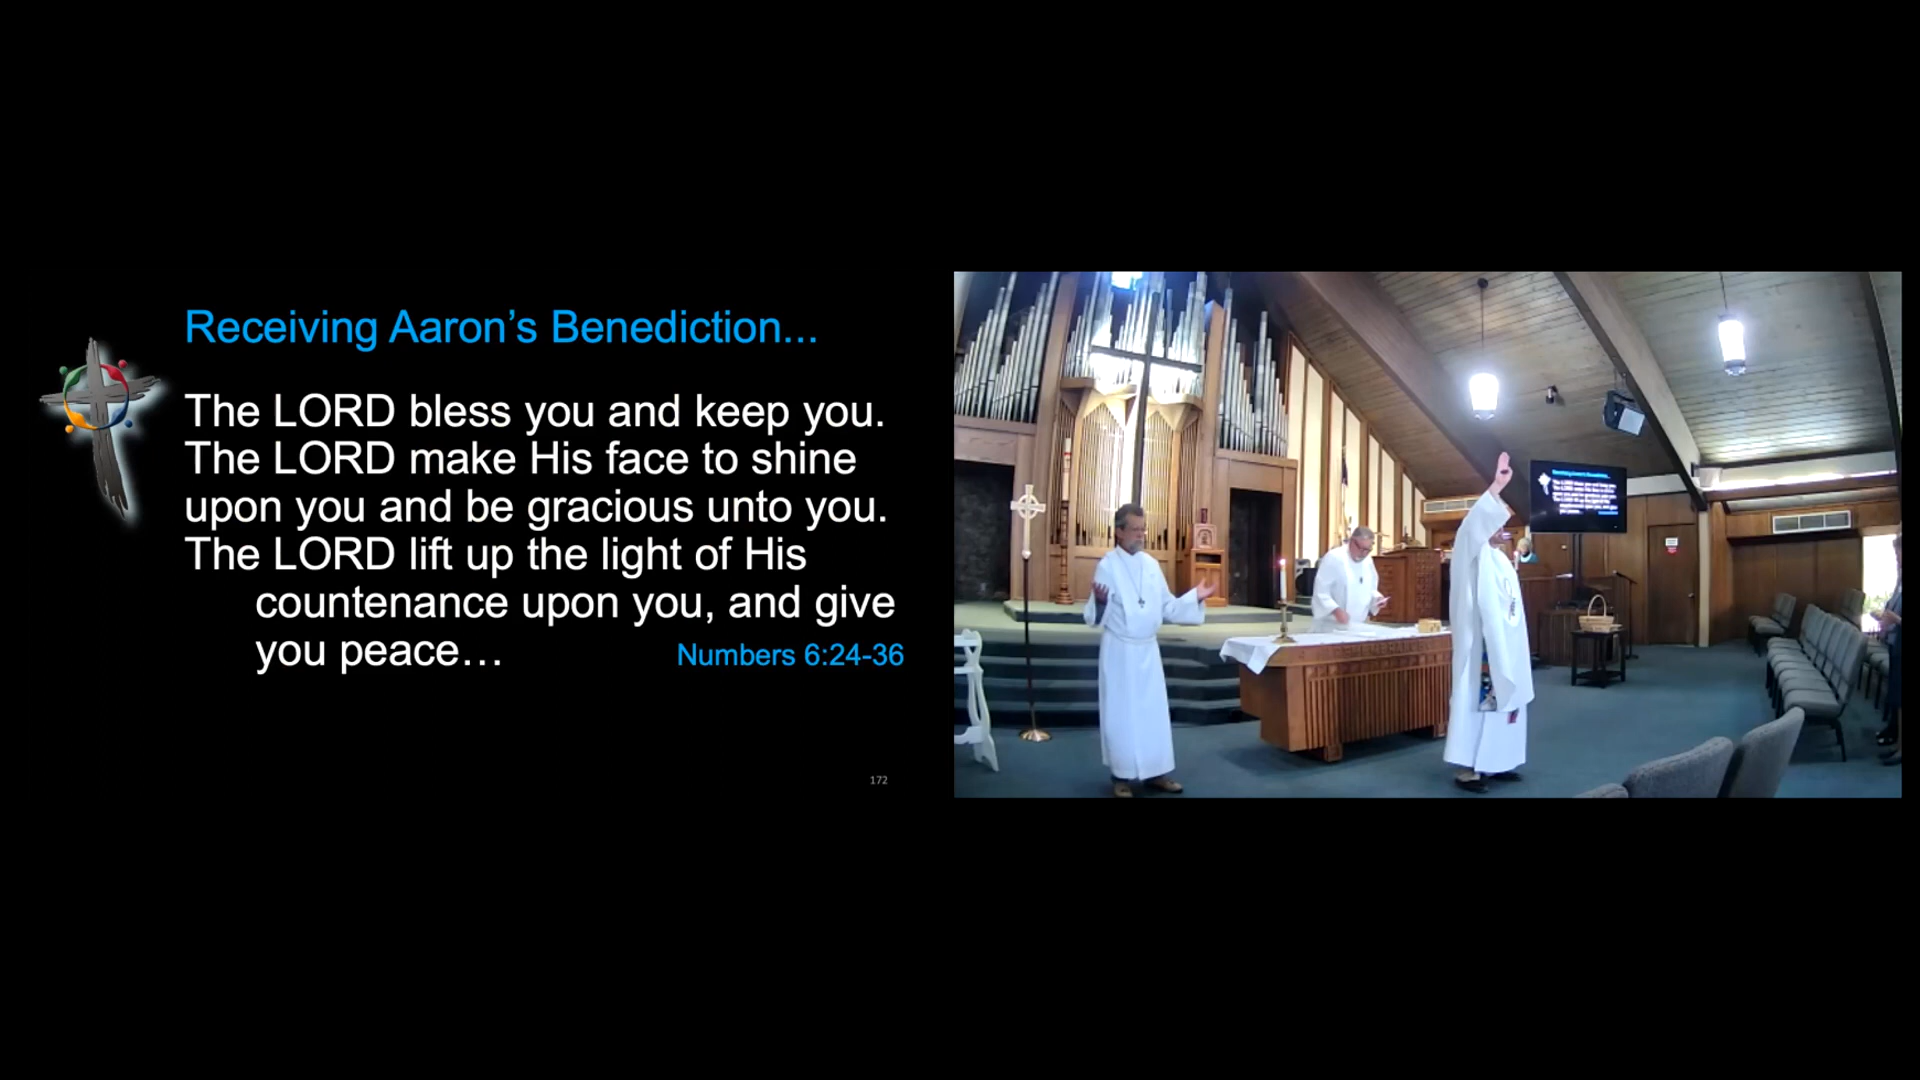 Receiving Aaron’s Benediction...
The LORD bless you and keep you.
The LORD make His face to shine
upon you and be gracious unto you.
The LORD lift up the light of His
countenance upon you, and give
you peace…
Numbers 6:24-36
172